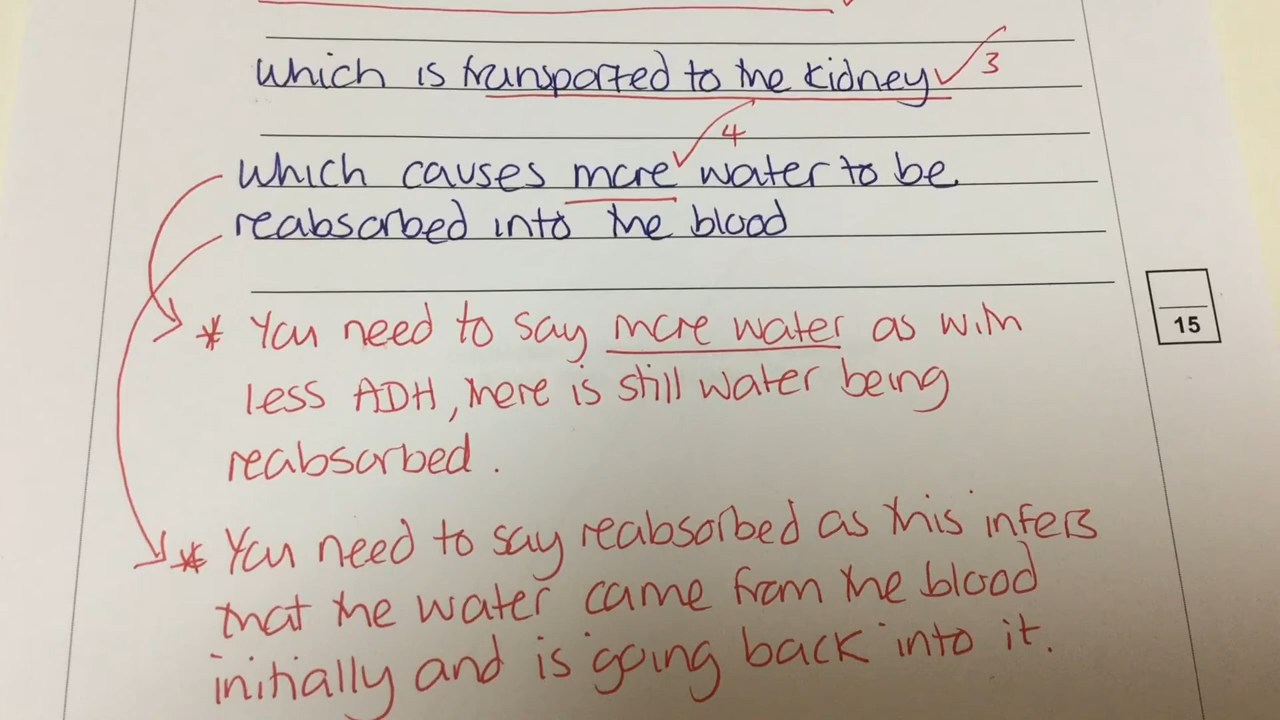 which is transported to the kidney 3
4
which causes more water to be
reabsorbed into the blood
* You need to say more water as with
less ADH, there is still water being
reabsorbed.
15
* You need to say reabsorbed as this infers
that the water came from the blood
initially and is going back into it.